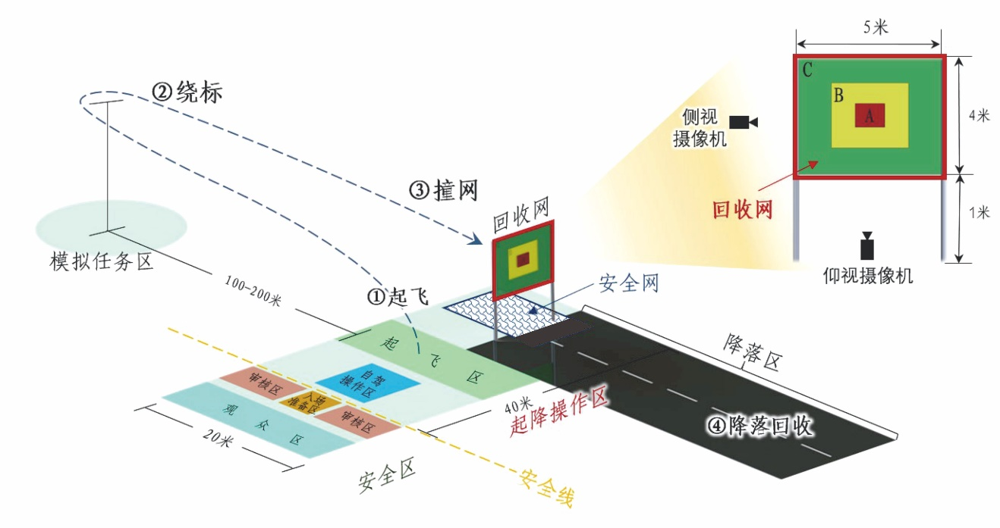 5米
C
B
A
4米
1米
侧视
摄像机
回收网
仰视摄像机
②绕标
③撞网
回收网
A
模拟任务区
100-200米
①起飞
安全网
起飞区
降落区
自驾
操作区
审核区
入场
准备区
审核区
观众区
40米
起降操作区
④降落回收
20米
安全区
安全线